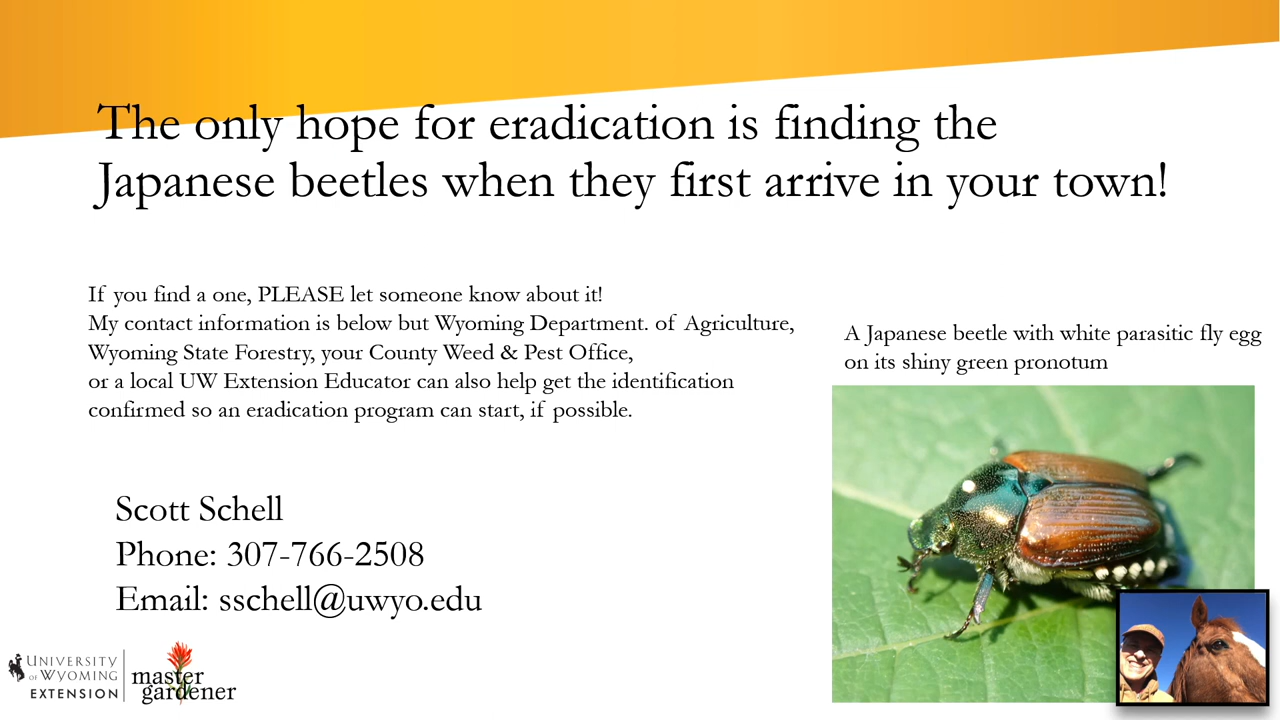 The only hope for eradication is finding the
Japanese beetles when they first arrive in your town!
If you find a one, PLEASE let someone know about it!
My contact information is below but Wyoming Department. of Agriculture,
Wyoming State Forestry, your County Weed & Pest Office,
or a local UW Extension Educator can also help get the identification
confirmed so an eradication program can start, if possible.
A Japanese beetle with white parasitic fly egg
on its shiny green pronotum
Scott Schell
Phone: 307-766-2508
Email: sschell@uwyo.edu
UNIVERSITY
OF WYOMING
EXTENSION
master
gardener